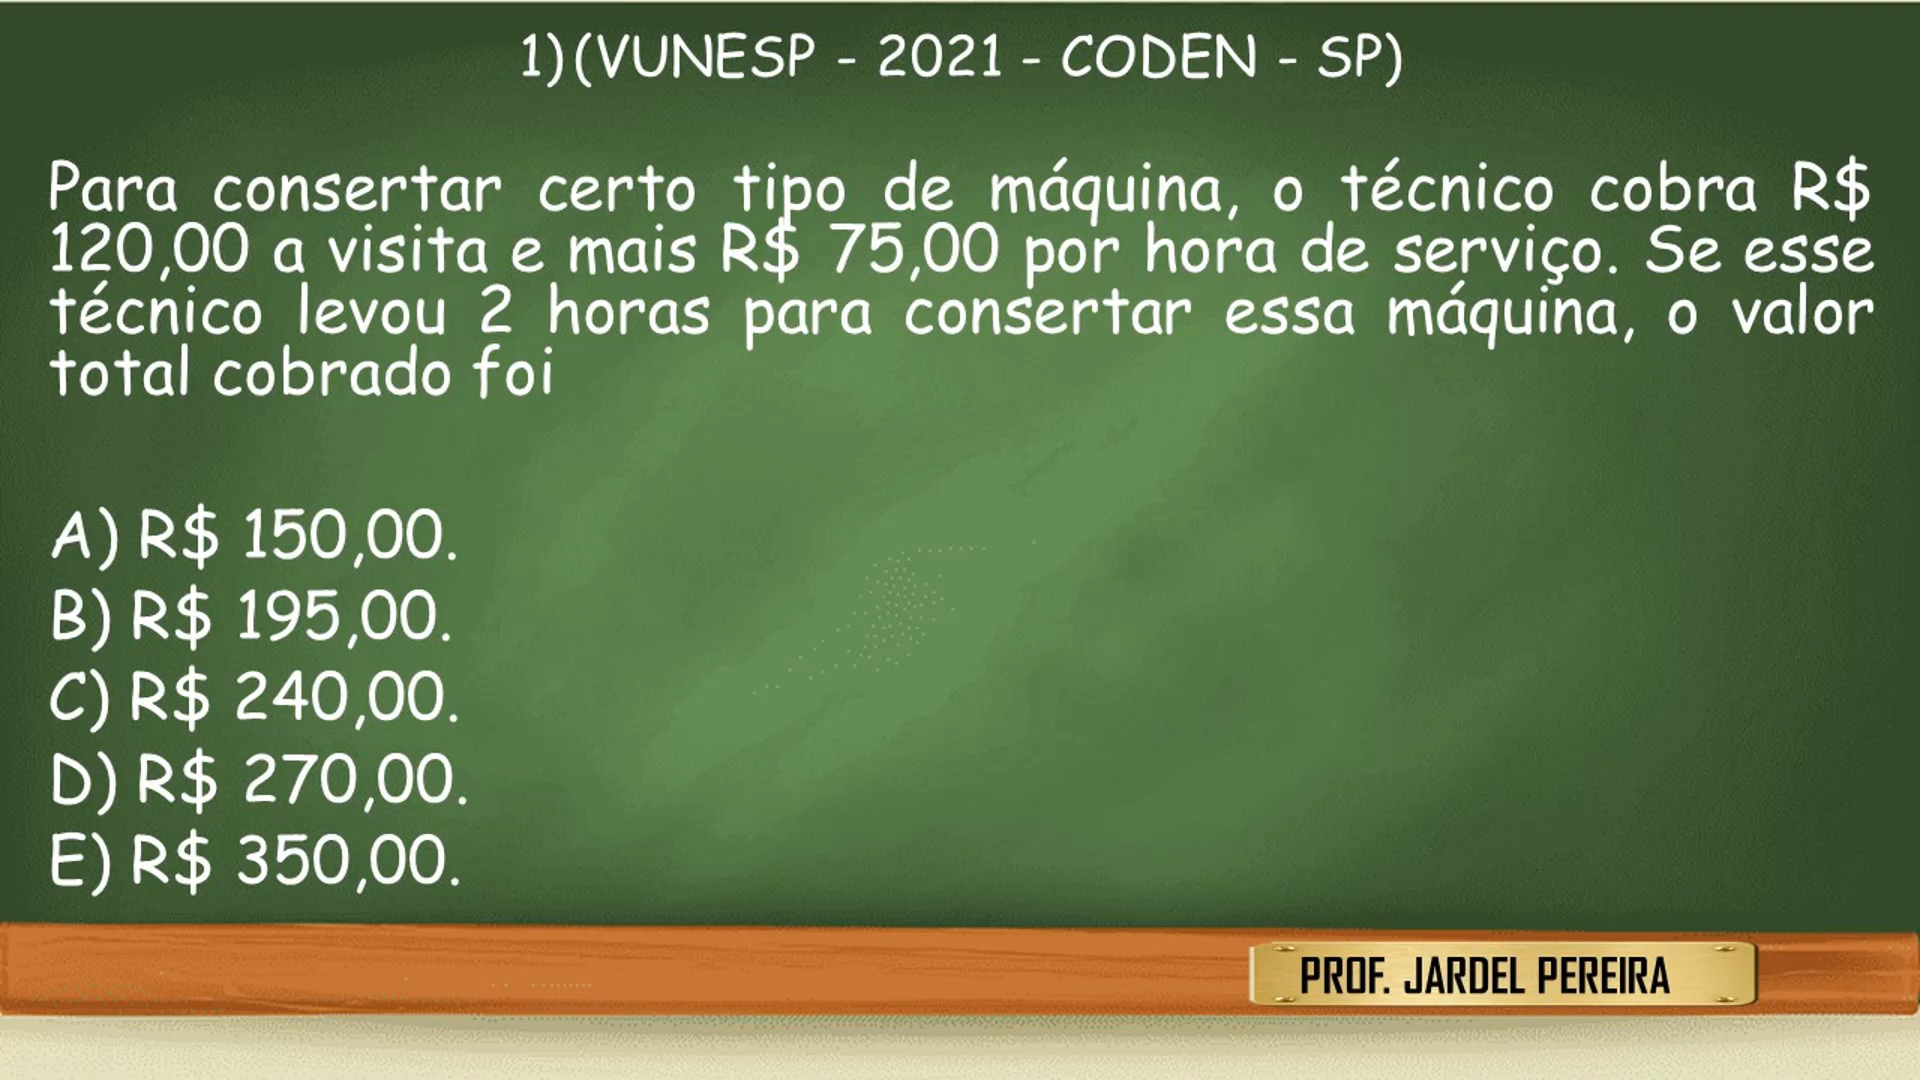 1)(VUNESP - 2021 - CODEN - SP)
Para consertar certo tipo de máquina, o técnico cobra R$
120,00 a visita e mais R$ 75,00 por hora de serviço. Se esse
técnico levou 2 horas para consertar essa máquina, o valor
total cobrado foi
A) R$ 150,00.
B) R$ 195,00.
C) R$ 240,00.
D) R$ 270,00.
E) R$ 350,00.
PROF. JARDEL PEREIRA